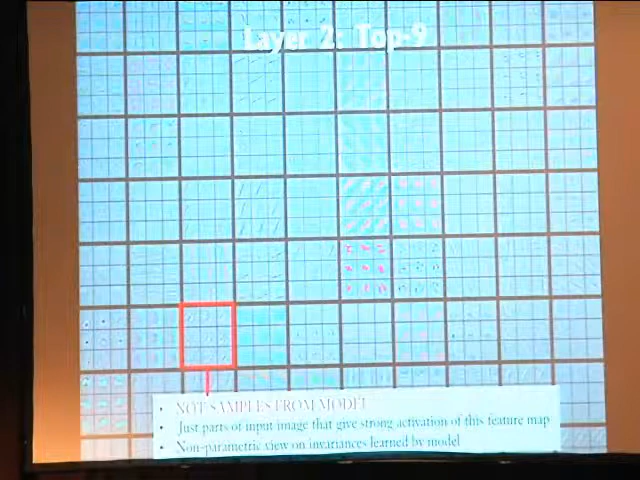 Layer 2: Top-9
• NOT SAMPLES FROM MODEL
• Just parts of input image that give strong activation of this feature map
• Non-parametric view on invariances learned by model